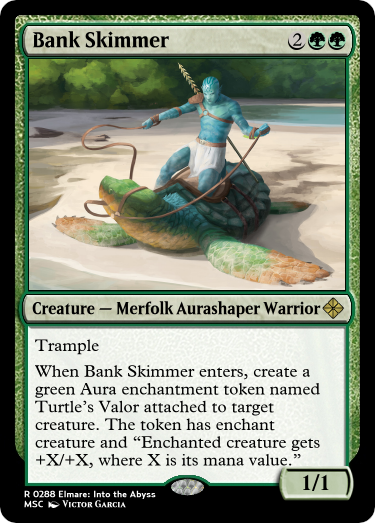 Bank Skimmer 2
Creature — Merfolk Aurashaper Warrior
Trample
When Bank Skimmer enters, create a
green Aura enchantment token named
Turtle's Valor attached to target
creature. The token has enchant
creature and “Enchanted creature gets
+X/+X, where X is its mana value.”
1/1
R 0288 Elmare: Into the Abyss
MSC Victor Garcia